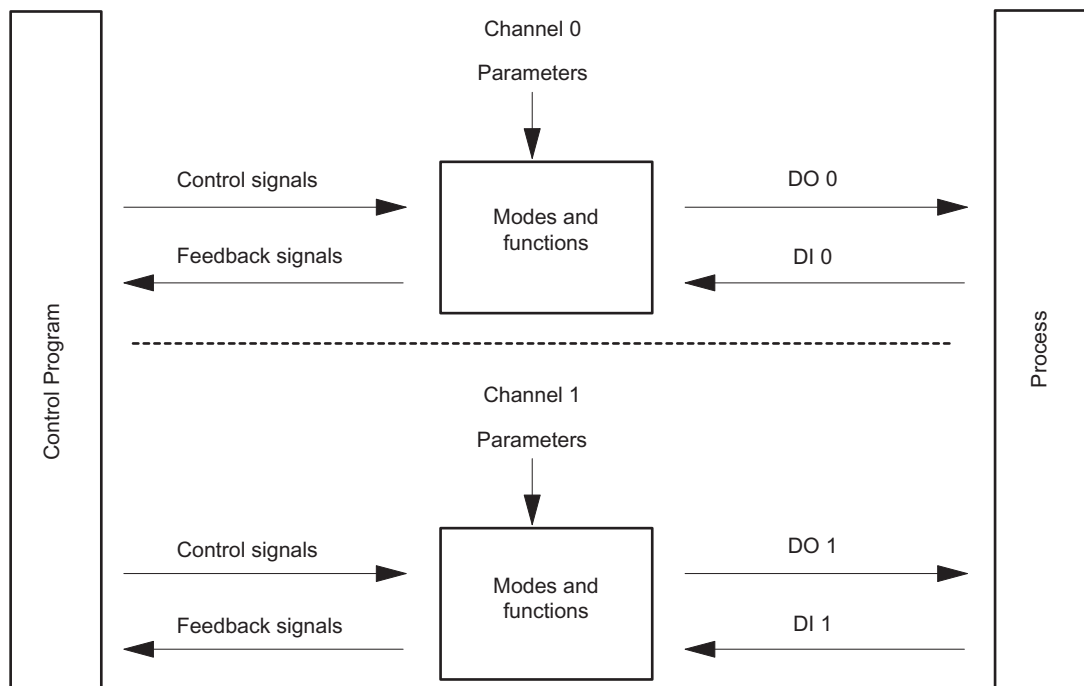 Channel 0
Parameters
Control signals
Modes and
functions
DO 0
Feedback signals
DI 0
Control Program
Process
Channel 1
Parameters
Control signals
Modes and
functions
DO 1
Feedback signals
DI 1